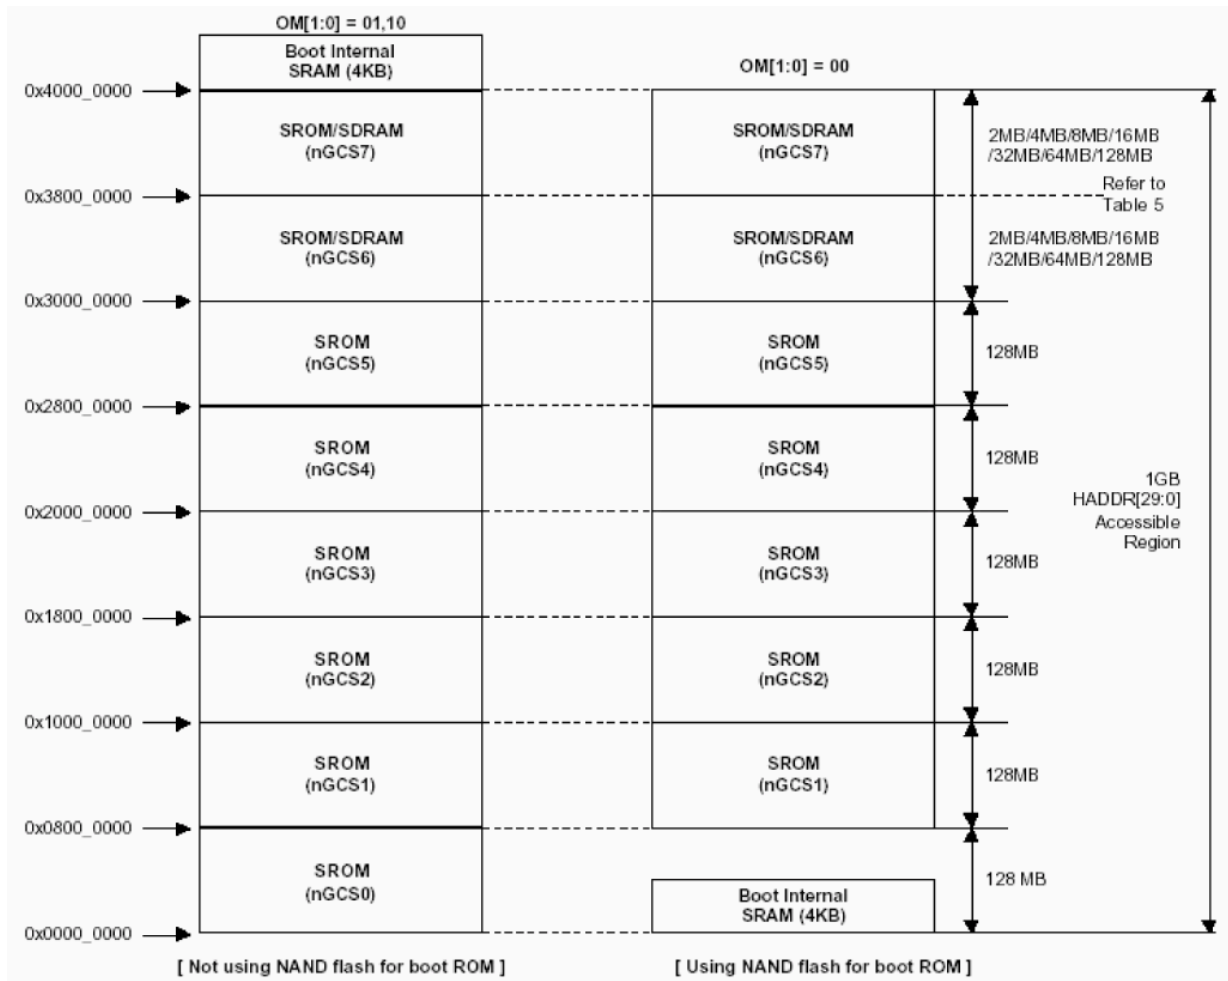 OM[1:0] = 01,10
Boot Internal
SRAM (4KB)
OM[1:0] = 00
0x4000_0000
SROM/SDRAM
(nGCS7)
SROM/SDRAM
(nGCS7)
2MB/4MB/8MB/16MB
/32MB/64MB/128MB
0x3800_0000
Refer to
Table 5
SROM/SDRAM
(nGCS6)
SROM/SDRAM
(nGCS6)
2MB/4MB/8MB/16MB
/32MB/64MB/128MB
0x3000_0000
SROM
(nGCS5)
SROM
(nGCS5)
128MB
0x2800_0000
SROM
(nGCS4)
SROM
(nGCS4)
128MB
1GB
HADDR[29:0]
Accessible
Region
0x2000_0000
SROM
(nGCS3)
SROM
(nGCS3)
128MB
0x1800_0000
SROM
(nGCS2)
SROM
(nGCS2)
128MB
0x1000_0000
SROM
(nGCS1)
SROM
(nGCS1)
128MB
0x0800_0000
SROM
(nGCS0)
128 MB
Boot Internal
SRAM (4KB)
0x0000_0000
[ Not using NAND flash for boot ROM ]
[ Using NAND flash for boot ROM ]